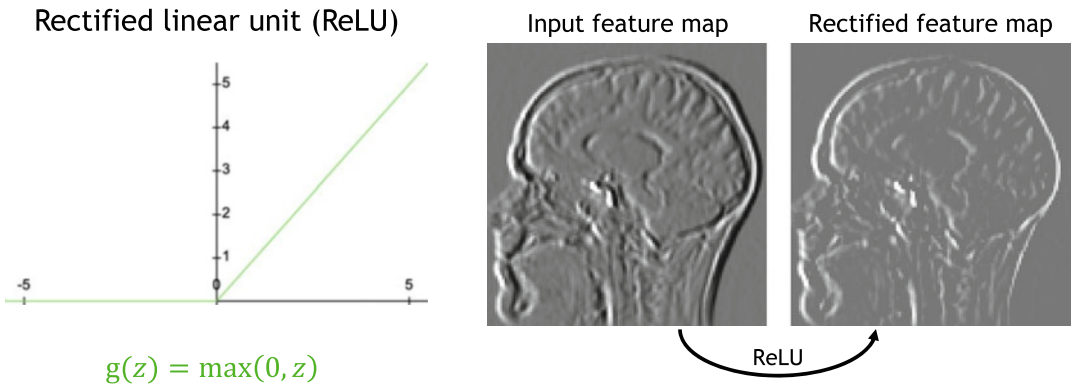 Rectified linear unit (ReLU)
5
4
3
2
1
-5
0
5
g(z) = max(0, z)
Input feature map
Rectified feature map
ReLU